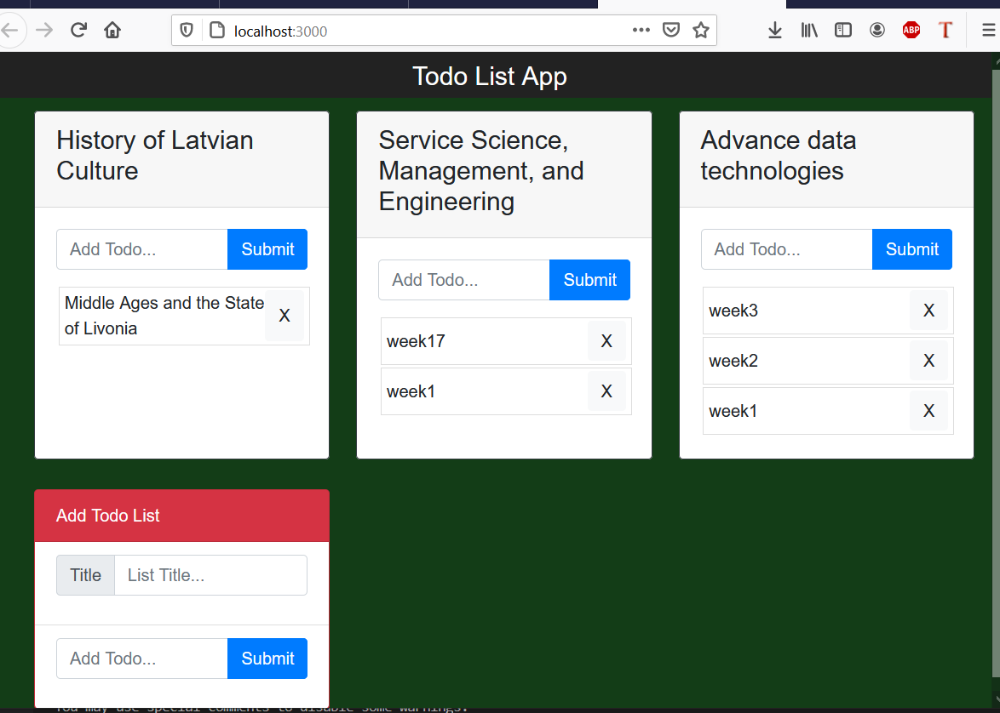 localhost:3000
ABP
T
Todo List App
History of Latvian
Culture
Add Todo...
Submit
Middle Ages and the State
of Livonia
X
Service Science,
Management, and
Engineering
Add Todo...
Submit
week17
X
week1
X
Advance data
technologies
Add Todo...
Submit
week3
X
week2
X
week1
X
Add Todo List
Title
List Title...
Add Todo...
Submit
You may use special comments to disable some warnings.